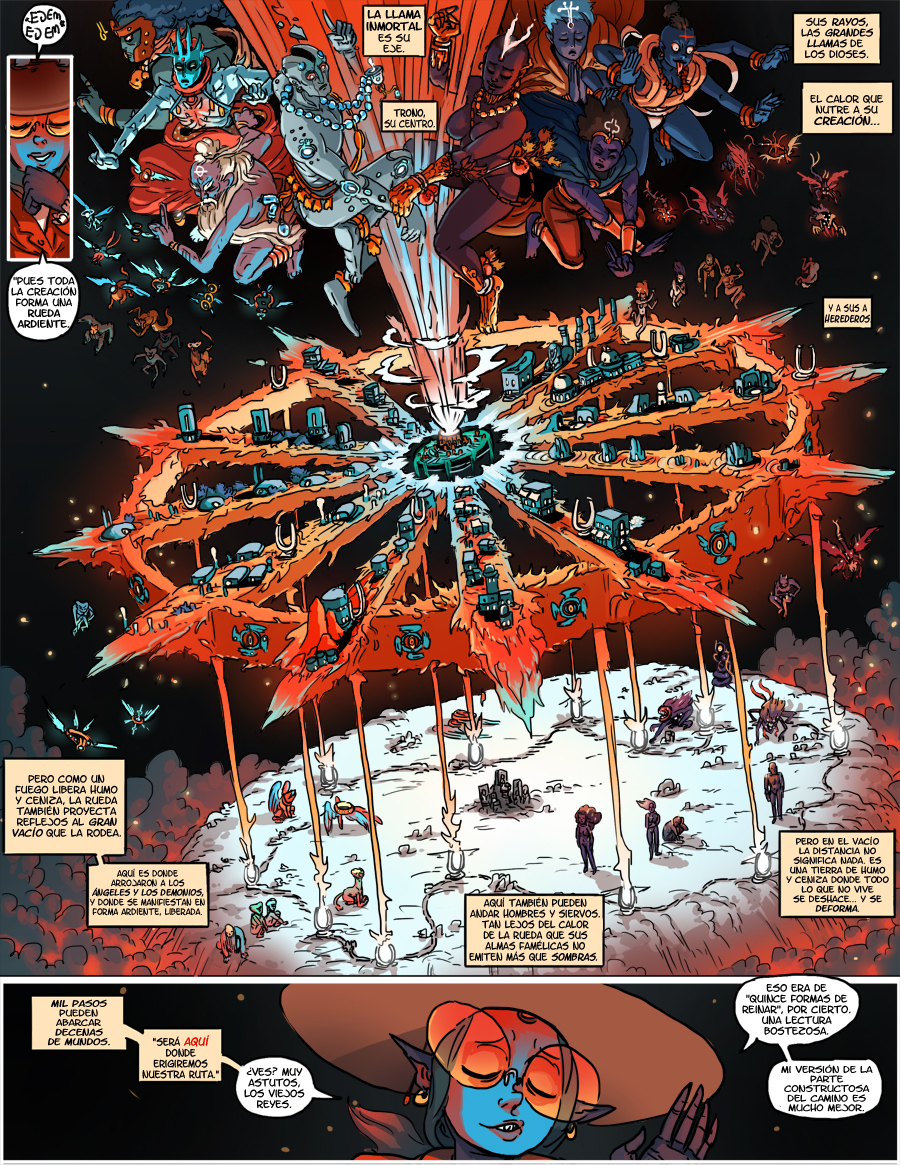 *EJEM
EJEM*
"PUES TODA
LA CREACIÓN
FORMA UNA
RUEDA
ARDIENTE.
LA LLAMA
INMORTAL
ES SU
EJE.
TRONO,
SU CENTRO.
SUS RAYOS,
LAS GRANDES
LLAMAS DE
LOS DIOSES.
EL CALOR QUE
NUTRE A SU
CREACIÓN...
Y A SUS A
HEREDEROS
PERO COMO UN
FUEGO LIBERA HUMO
Y CENIZA, LA RUEDA
TAMBIÉN PROYECTA
REFLEJOS AL GRAN
VACÍO QUE LA RODEA.
AQUÍ ES DONDE
ARROJARON A LOS
ÁNGELES Y LOS DEMONIOS,
Y DONDE SE MANIFIESTAN EN
FORMA ARDIENTE, LIBERADA.
AQUÍ TAMBIÉN PUEDEN
ANDAR HOMBRES Y SIERVOS.
TAN LEJOS DEL CALOR
DE LA RUEDA QUE SUS
ALMAS FAMÉLICAS NO
EMITEN MÁS QUE SOMBRAS.
PERO EN EL VACÍO
LA DISTANCIA NO
SIGNIFICA NADA. ES
UNA TIERRA DE HUMO
Y CENIZA DONDE TODO
LO QUE NO VIVE
SE DESHACE... Y SE
DEFORMA.
MIL PASOS
PUEDEN
ABARCAR
DECENAS
DE MUNDOS.
"SERÁ AQUÍ
DONDE
ERIGIREMOS
NUESTRA RUTA."
¿VES? MUY
ASTUTOS,
LOS VIEJOS
REYES.
ESO ERA DE
"QUINCE FORMAS DE
REINAR", POR CIERTO.
UNA LECTURA
BOSTEZOSA.
MI VERSIÓN DE LA
PARTE
CONSTRUCTOSA
DEL CAMINO ES
MUCHO MEJOR.